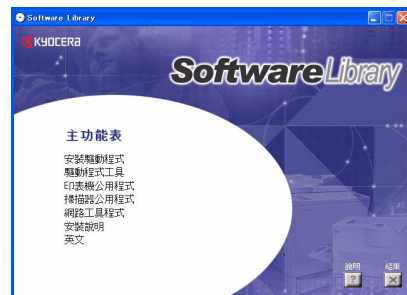 Software Library
KYOCERA
SoftwareLibrary
主功能表
安裝驅動程式
驅動程式工具
印表機公用程式
掃描器公用程式
網路工具程式
安裝說明
英文
說明 結束